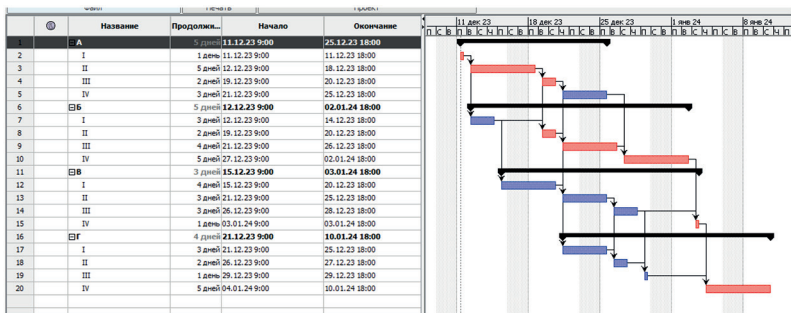 Файл Печать Проект
Название Продолжи... Начало Окончание
11 дек 23 18 дек 23 25 дек 23 1 янв 24 8 янв 24
П С В П В С Ч П С В П В С Ч П С В П В С Ч П С В П В С Ч П С В П В С Ч П
1 А 5 дней 11.12.23 9:00 25.12.23 18:00
2 I 1 день 11.12.23 9:00 11.12.23 18:00
3 II 5 дней 12.12.23 9:00 18.12.23 18:00
4 III 2 дней 19.12.23 9:00 20.12.23 18:00
5 IV 3 дней 21.12.23 9:00 25.12.23 18:00
6 Б 5 дней 12.12.23 9:00 02.01.24 18:00
7 I 3 дней 12.12.23 9:00 14.12.23 18:00
8 II 2 дней 19.12.23 9:00 20.12.23 18:00
9 III 4 дней 21.12.23 9:00 26.12.23 18:00
10 IV 5 дней 27.12.23 9:00 02.01.24 18:00
11 В 3 дней 15.12.23 9:00 03.01.24 18:00
12 I 4 дней 15.12.23 9:00 20.12.23 18:00
13 II 3 дней 21.12.23 9:00 25.12.23 18:00
14 III 3 дней 26.12.23 9:00 28.12.23 18:00
15 IV 1 день 03.01.24 9:00 03.01.24 18:00
16 Г 4 дней 21.12.23 9:00 10.01.24 18:00
17 I 3 дней 21.12.23 9:00 25.12.23 18:00
18 II 2 дней 26.12.23 9:00 27.12.23 18:00
19 III 1 день 29.12.23 9:00 29.12.23 18:00
20 IV 5 дней 04.01.24 9:00 10.01.24 18:00